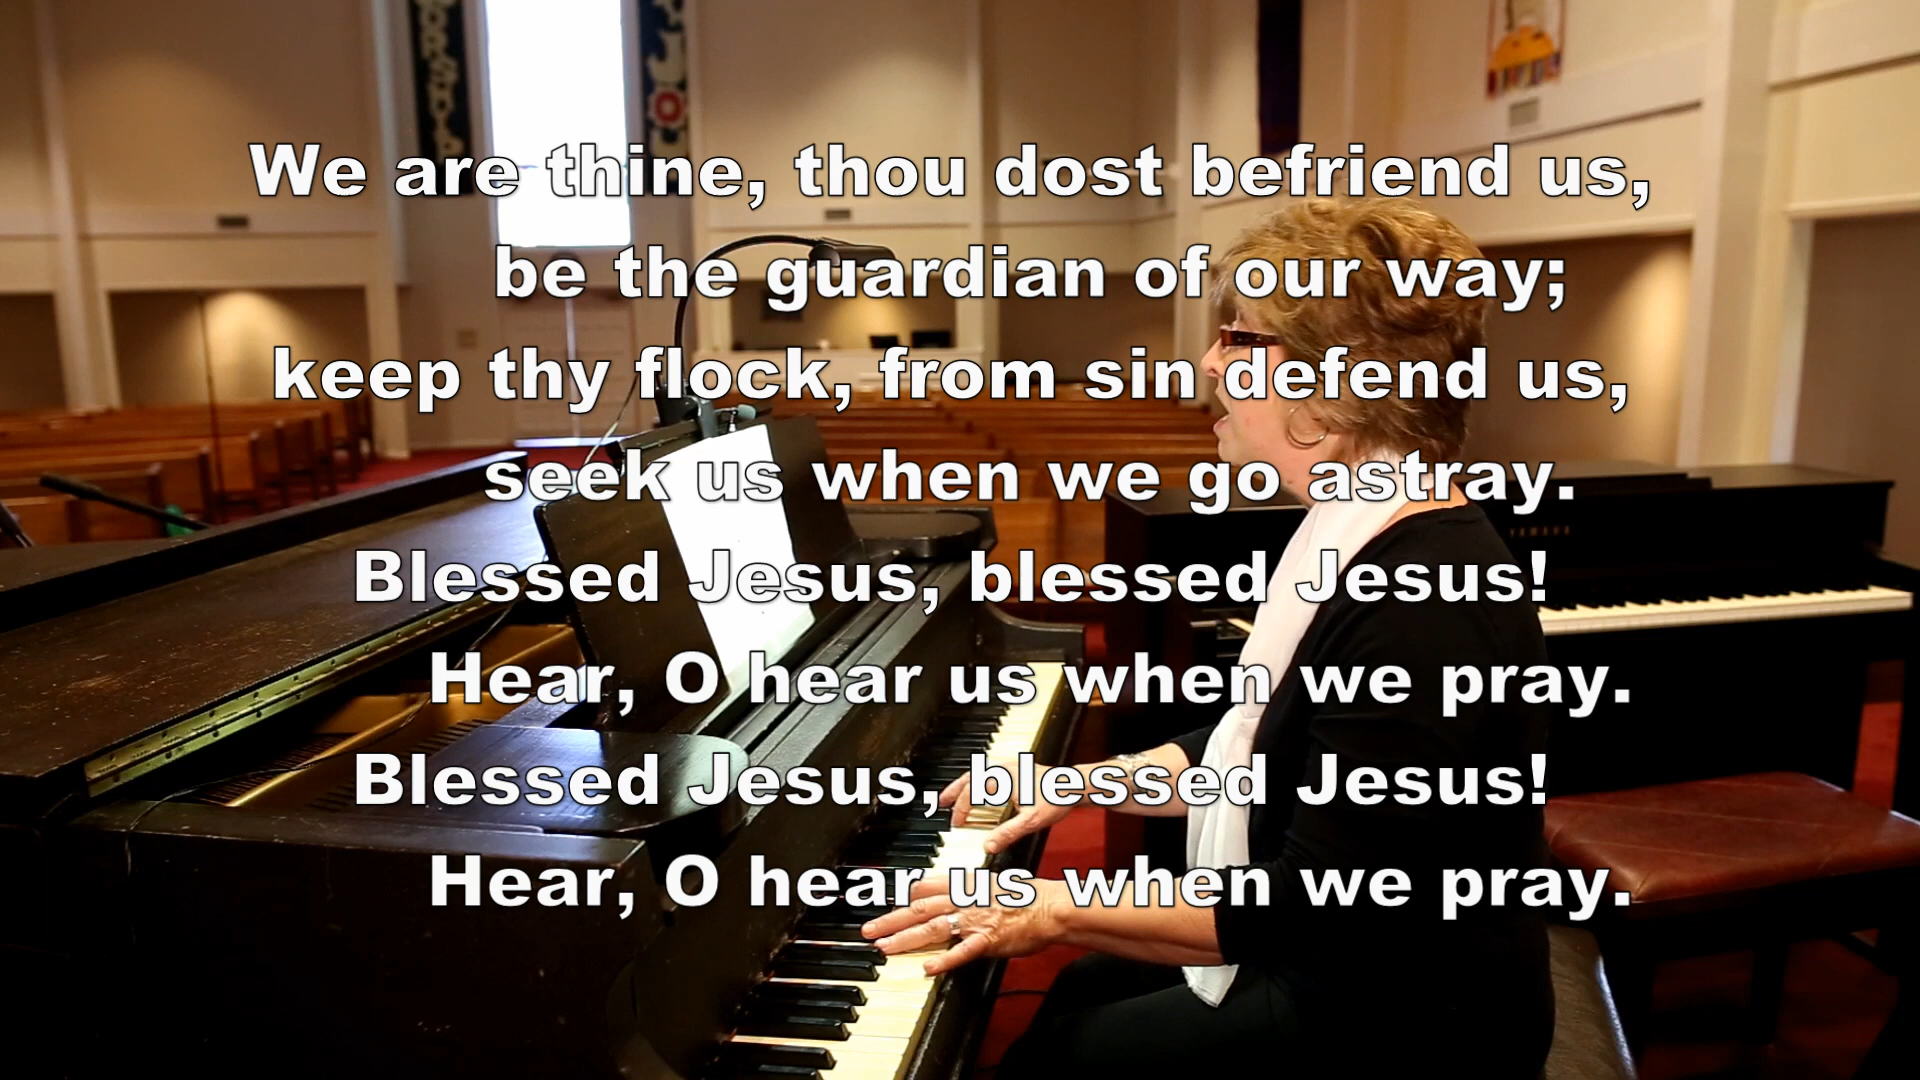 WORSHIP
We are thine, thou dost befriend us,
be the guardian of our way;
keep thy flock, from sin defend us,
seek us when we go astray.
Blessed Jesus, blessed Jesus!
Hear, O hear us when we pray.
Blessed Jesus, blessed Jesus!
Hear, O hear us when we pray.
YAMAHA